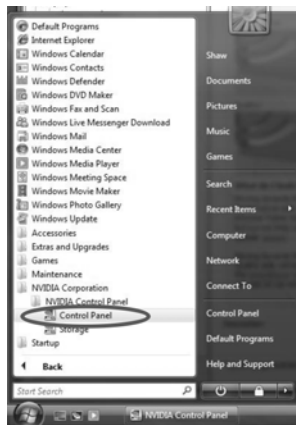 Default Programs
Internet Explorer
Windows Calendar
Windows Contacts
Windows Defender
Windows DVD Maker
Windows Fax and Scan
Windows Live Messenger Download
Windows Mail
Windows Media Center
Windows Media Player
Windows Meeting Space
Windows Movie Maker
Windows Photo Gallery
Windows Update
Accessories
Extras and Upgrades
Games
Maintenance
NVIDIA Corporation
NVIDIA Control Panel
Control Panel
Storage
Startup
Back
Start Search
Shaw
Documents
Pictures
Music
Games
Search
Recent Items
Computer
Network
Connect To
Control Panel
Default Programs
Help and Support
NVIDIA Control Panel